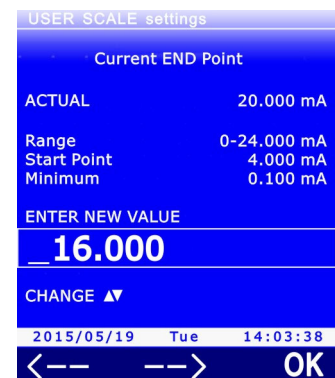 USER SCALE settings
Current END Point
ACTUAL 20.000 mA
Range 0-24.000 mA
Start Point 4.000 mA
Minimum 0.100 mA
ENTER NEW VALUE
_16.000
CHANGE ▲▼
2015/05/19 Tue 14:03:38
<-- --> OK